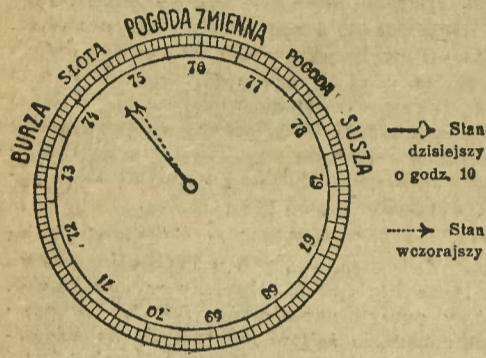 POGODA ZMIENNA
SŁOTA
POGODA
BURZA
SUSZA
73
74
75
76
77
78
79
67
68
69
70
71
72
Stan
dzisiejszy
o godz. 10
Stan
wczorajszy